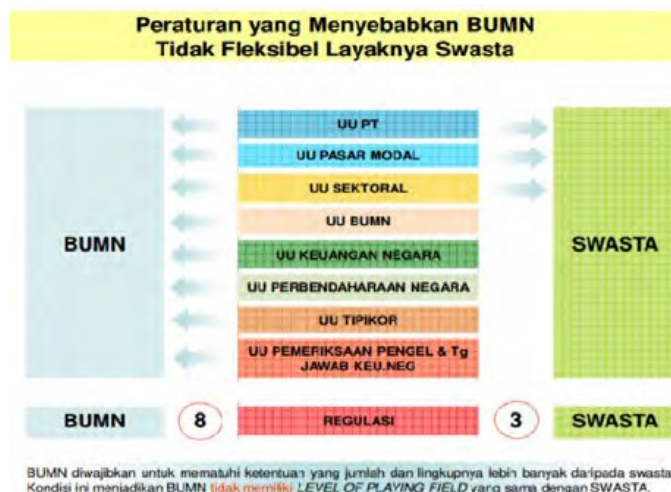 Peraturan yang Menyebabkan BUMN
Tidak Fleksibel Layaknya Swasta
BUMN
UU PT
UU PASAR MODAL
UU SEKTORAL
UU BUMN
UU KEUANGAN NEGARA
UU PERBENDAHARAAN NEGARA
UU TIPIKOR
UU PEMERIKSAAN PENGEL & Tg
JAWAB KEU.NEG
SWASTA
BUMN
8
REGULASI
3
SWASTA
BUMN diwajibkan untuk mematuhi ketentuan yang jumlah dan lingkupnya lebih banyak daripada swasta
Kondisi ini menjadikan BUMN tidak memiliki LEVEL OF PLAYING FIELD yang sama dengan SWASTA.